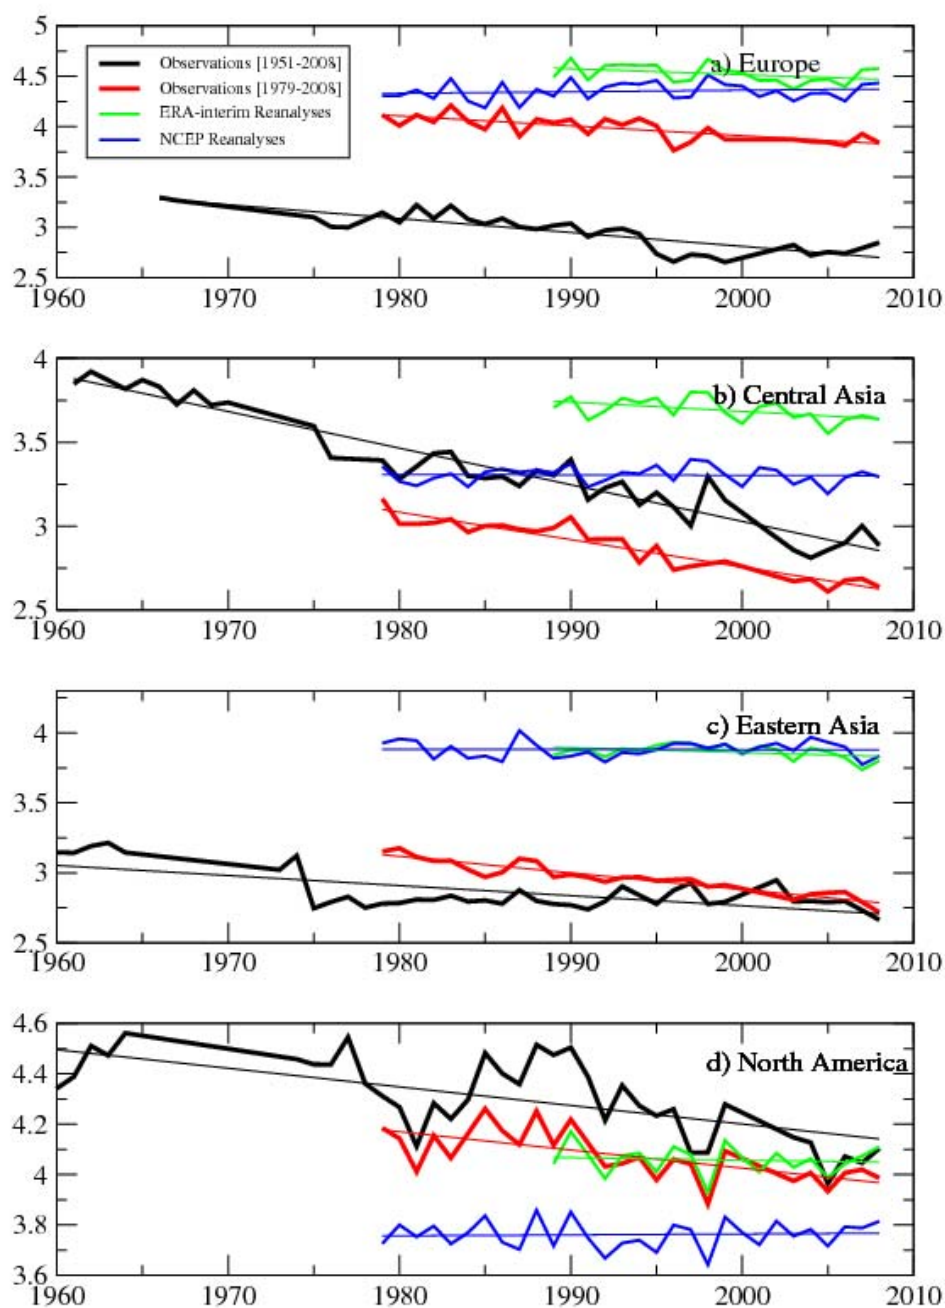 5
a) Europe
Observations [1951-2008]
4.5
Observations [1979-2008]
ERA-interim Reanalyses
4
NCEP Reanalyses
3.5
3
2.5
1960 1970 1980 1990 2000 2010
4
b) Central Asia
3.5
3
2.5
1960 1970 1980 1990 2000 2010
c) Eastern Asia
4
3.5
3
2.5
1960 1970 1980 1990 2000 2010
4.6
d) North America
4.4
4.2
4
3.8
3.6
1960 1970 1980 1990 2000 2010